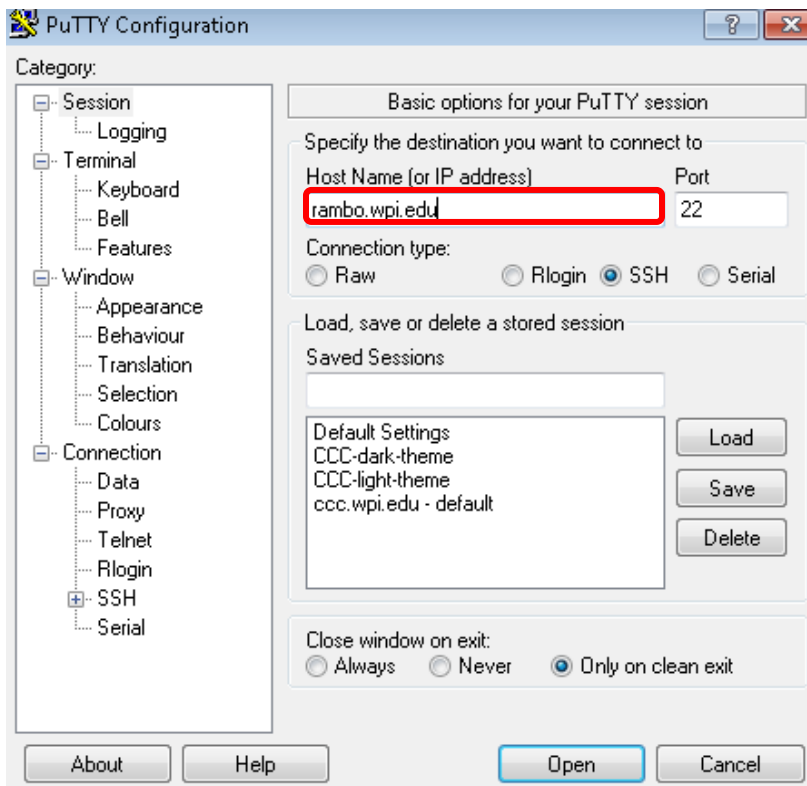 PuTTY Configuration
Category:
Session
Logging
Terminal
Keyboard
Bell
Features
Window
Appearance
Behaviour
Translation
Selection
Colours
Connection
Data
Proxy
Telnet
Rlogin
SSH
Serial
Basic options for your PuTTY session
Specify the destination you want to connect to
Host Name (or IP address) Port
rambo.wpi.edu 22
Connection type:
Raw Rlogin SSH Serial
Load, save or delete a stored session
Saved Sessions
Default Settings
CCC-dark-theme
CCC-light-theme
ccc.wpi.edu - default
Load
Save
Delete
Close window on exit:
Always Never Only on clean exit
About Help Open Cancel